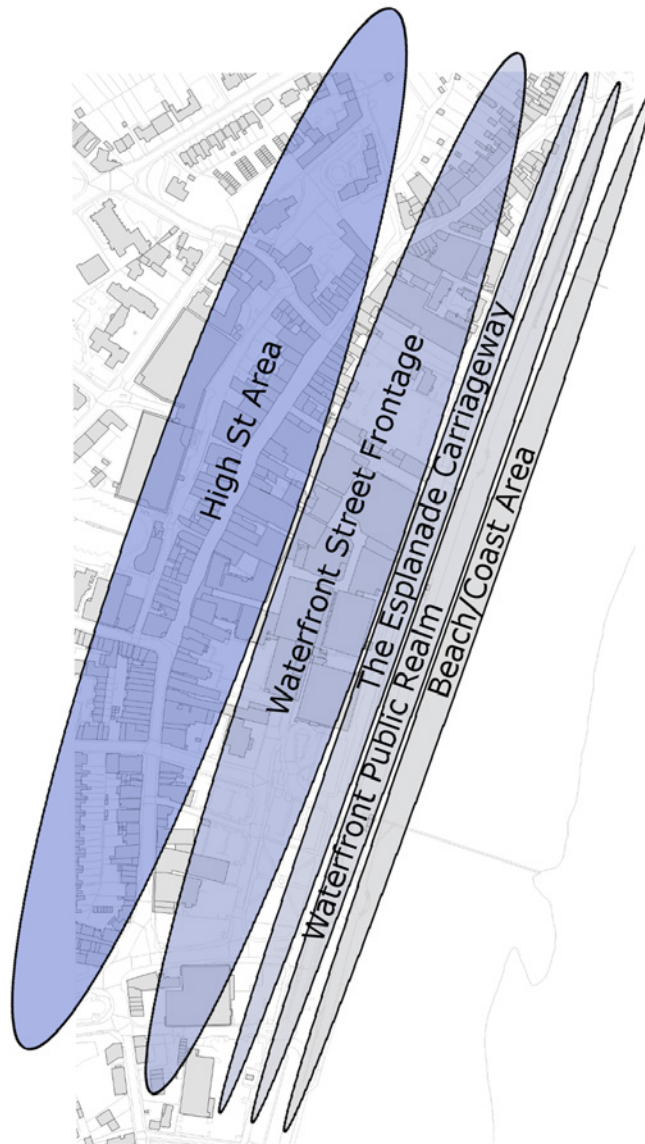 High St Area
Waterfront Street Frontage
The Esplanade Carriageway
Waterfront Public Realm
Beach/Coast Area